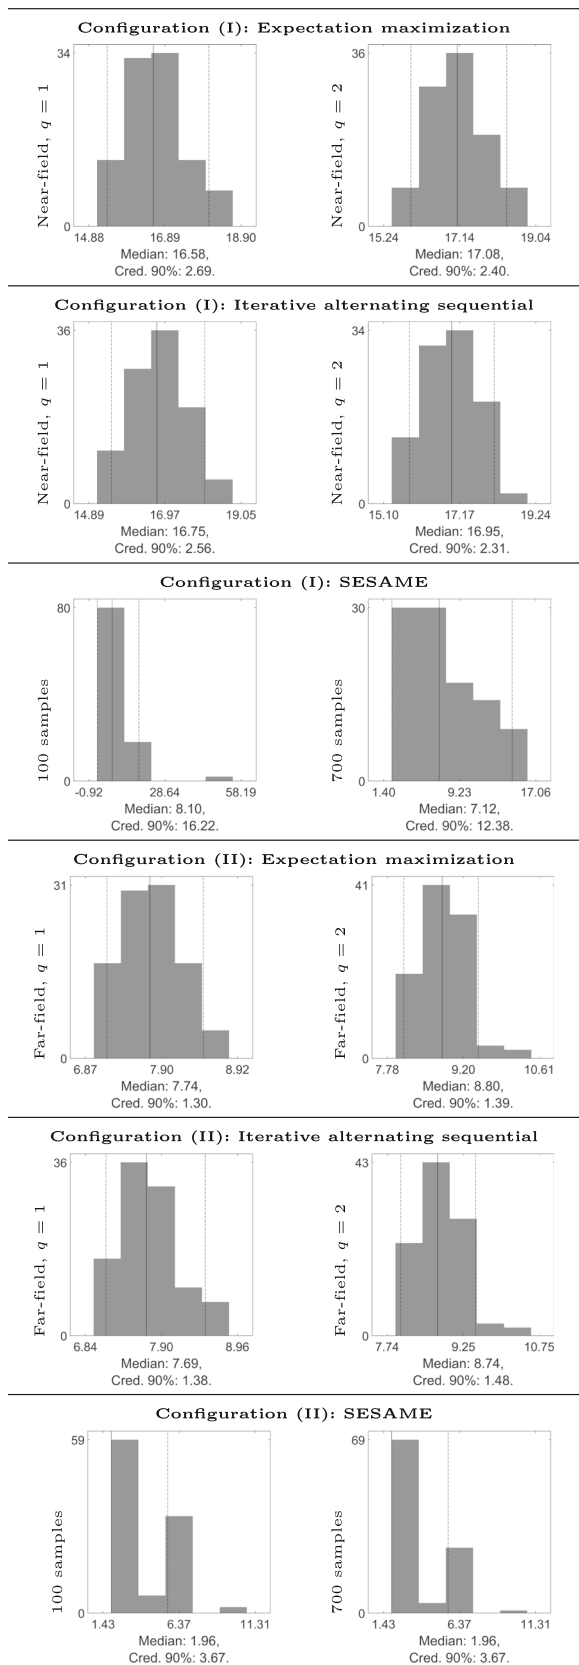 Configuration (I): Expectation maximization
Near-field, q = 1
34
0
14.88 16.89 18.90
Median: 16.58,
Cred. 90%: 2.69.
Near-field, q = 2
36
0
15.24 17.14 19.04
Median: 17.08,
Cred. 90%: 2.40.
Configuration (I): Iterative alternating sequential
Near-field, q = 1
36
0
14.89 16.97 19.05
Median: 16.75,
Cred. 90%: 2.56.
Near-field, q = 2
34
0
15.10 17.17 19.24
Median: 16.95,
Cred. 90%: 2.31.
Configuration (I): SESAME
100 samples
80
0
-0.92 28.64 58.19
Median: 8.10,
Cred. 90%: 16.22.
700 samples
30
0
1.40 9.23 17.06
Median: 7.12,
Cred. 90%: 12.38.
Configuration (II): Expectation maximization
Far-field, q = 1
31
0
6.87 7.90 8.92
Median: 7.74,
Cred. 90%: 1.30.
Far-field, q = 2
41
0
7.78 9.20 10.61
Median: 8.80,
Cred. 90%: 1.39.
Configuration (II): Iterative alternating sequential
Far-field, q = 1
36
0
6.84 7.90 8.96
Median: 7.69,
Cred. 90%: 1.38.
Far-field, q = 2
43
0
7.74 9.25 10.75
Median: 8.74,
Cred. 90%: 1.48.
Configuration (II): SESAME
100 samples
59
0
1.43 6.37 11.31
Median: 1.96,
Cred. 90%: 3.67.
700 samples
69
0
1.43 6.37 11.31
Median: 1.96,
Cred. 90%: 3.67.